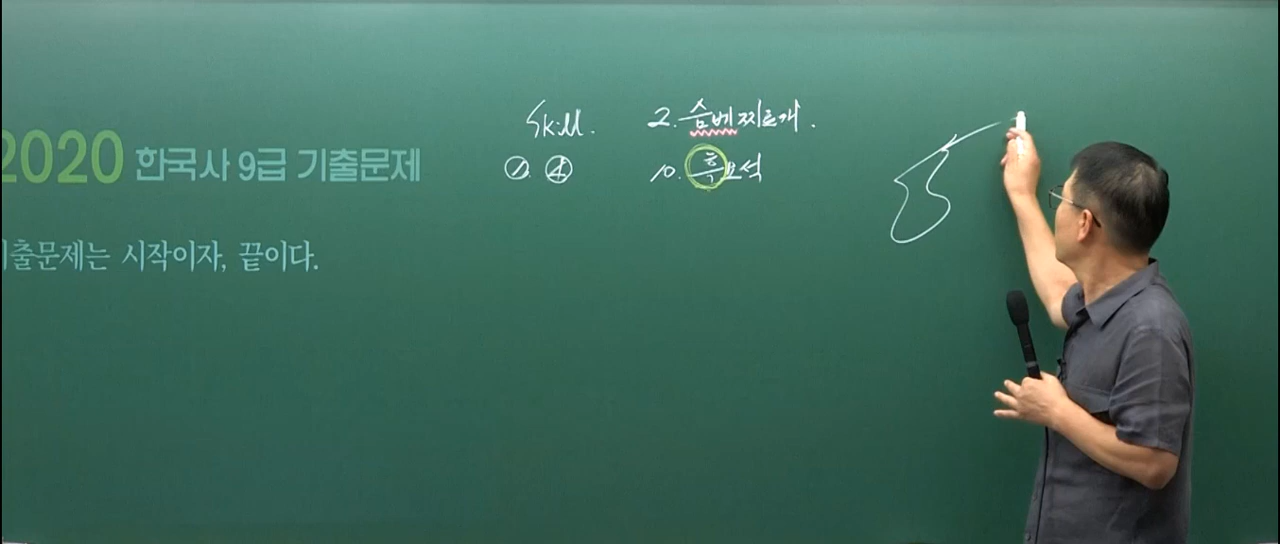 2020 한국사 9급 기출문제
기출문제는 시작이자, 끝이다.
Skill.
① ④
2. 슴베찌르개.
10. 흑요석